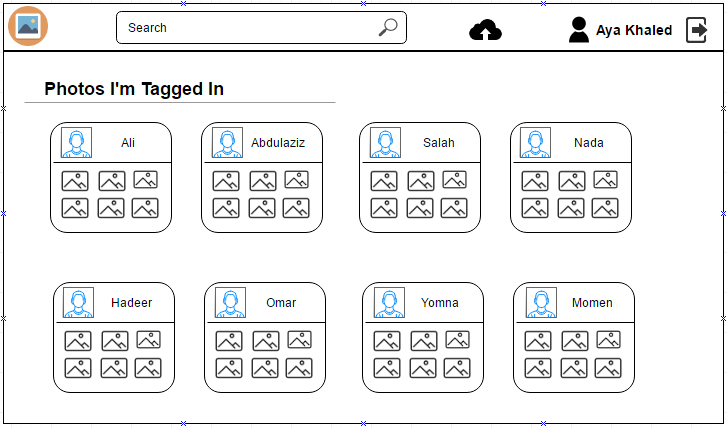 Search
Aya Khaled
Photos I'm Tagged In
Ali
Abdulaziz
Salah
Nada
Hadeer
Omar
Yomna
Momen